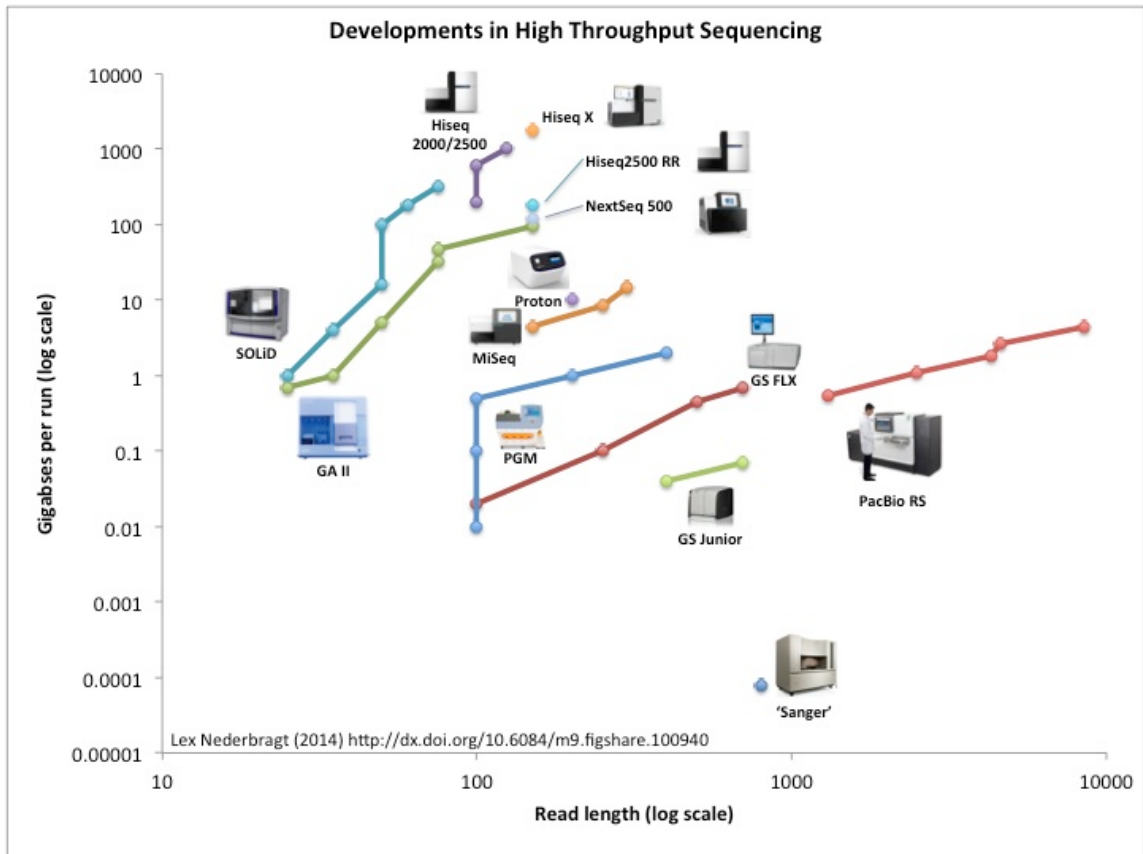 Developments in High Throughput Sequencing
Gigabses per run (log scale)
10000
1000
100
10
1
0.1
0.01
0.001
0.0001
0.00001
Hiseq
2000/2500
Hiseq X
Hiseq2500 RR
NextSeq 500
Proton
SOLiD
MiSeq
GS FLX
GA II
PGM
PacBio RS
GS Junior
'Sanger'
Lex Nederbragt (2014) http://dx.doi.org/10.6084/m9.figshare.100940
10
100
1000
10000
Read length (log scale)